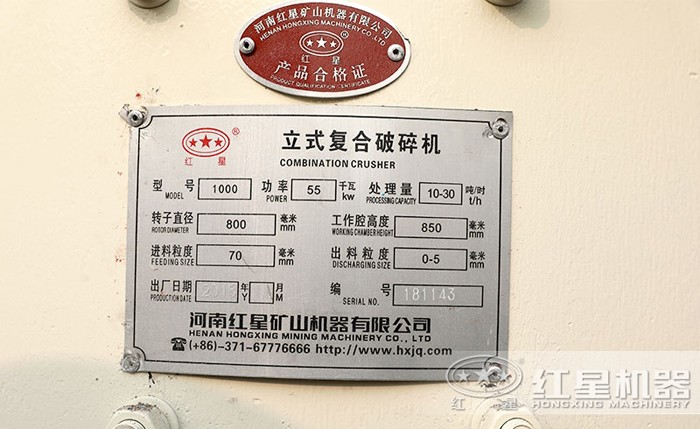 河南红星矿山机器有限公司
HENAN HONGXING MACHINERY CO.,LTD
®
红 星
产品合格证
PRODUCT QUALIFICATION CERTIFICATE
®
红 星
立式复合破碎机
COMBINATION CRUSHER
型 号 1000 功率 55 千瓦 处理量 10-30 吨/时
MODEL POWER kw PROCESSING CAPACITY t/h
转子直径 800 毫米 工作腔高度 850 毫米
ROTOR DIAMETER mm WORKING CHAMBER HEIGHT mm
进料粒度 70 毫米 出料粒度 0-5 毫米
FEEDING SIZE mm DISCHARGING SIZE mm
出厂日期 年 月 编 号 181143
PRODUCTION DATE Y M SERIAL NO.
河南红星矿山机器有限公司
HENAN HONGXING MINING MACHINERY CO., LTD
☎(+86)-371-67776666 http://www.hxjq.com
红星 红星机器
HONGXING MACHINERY